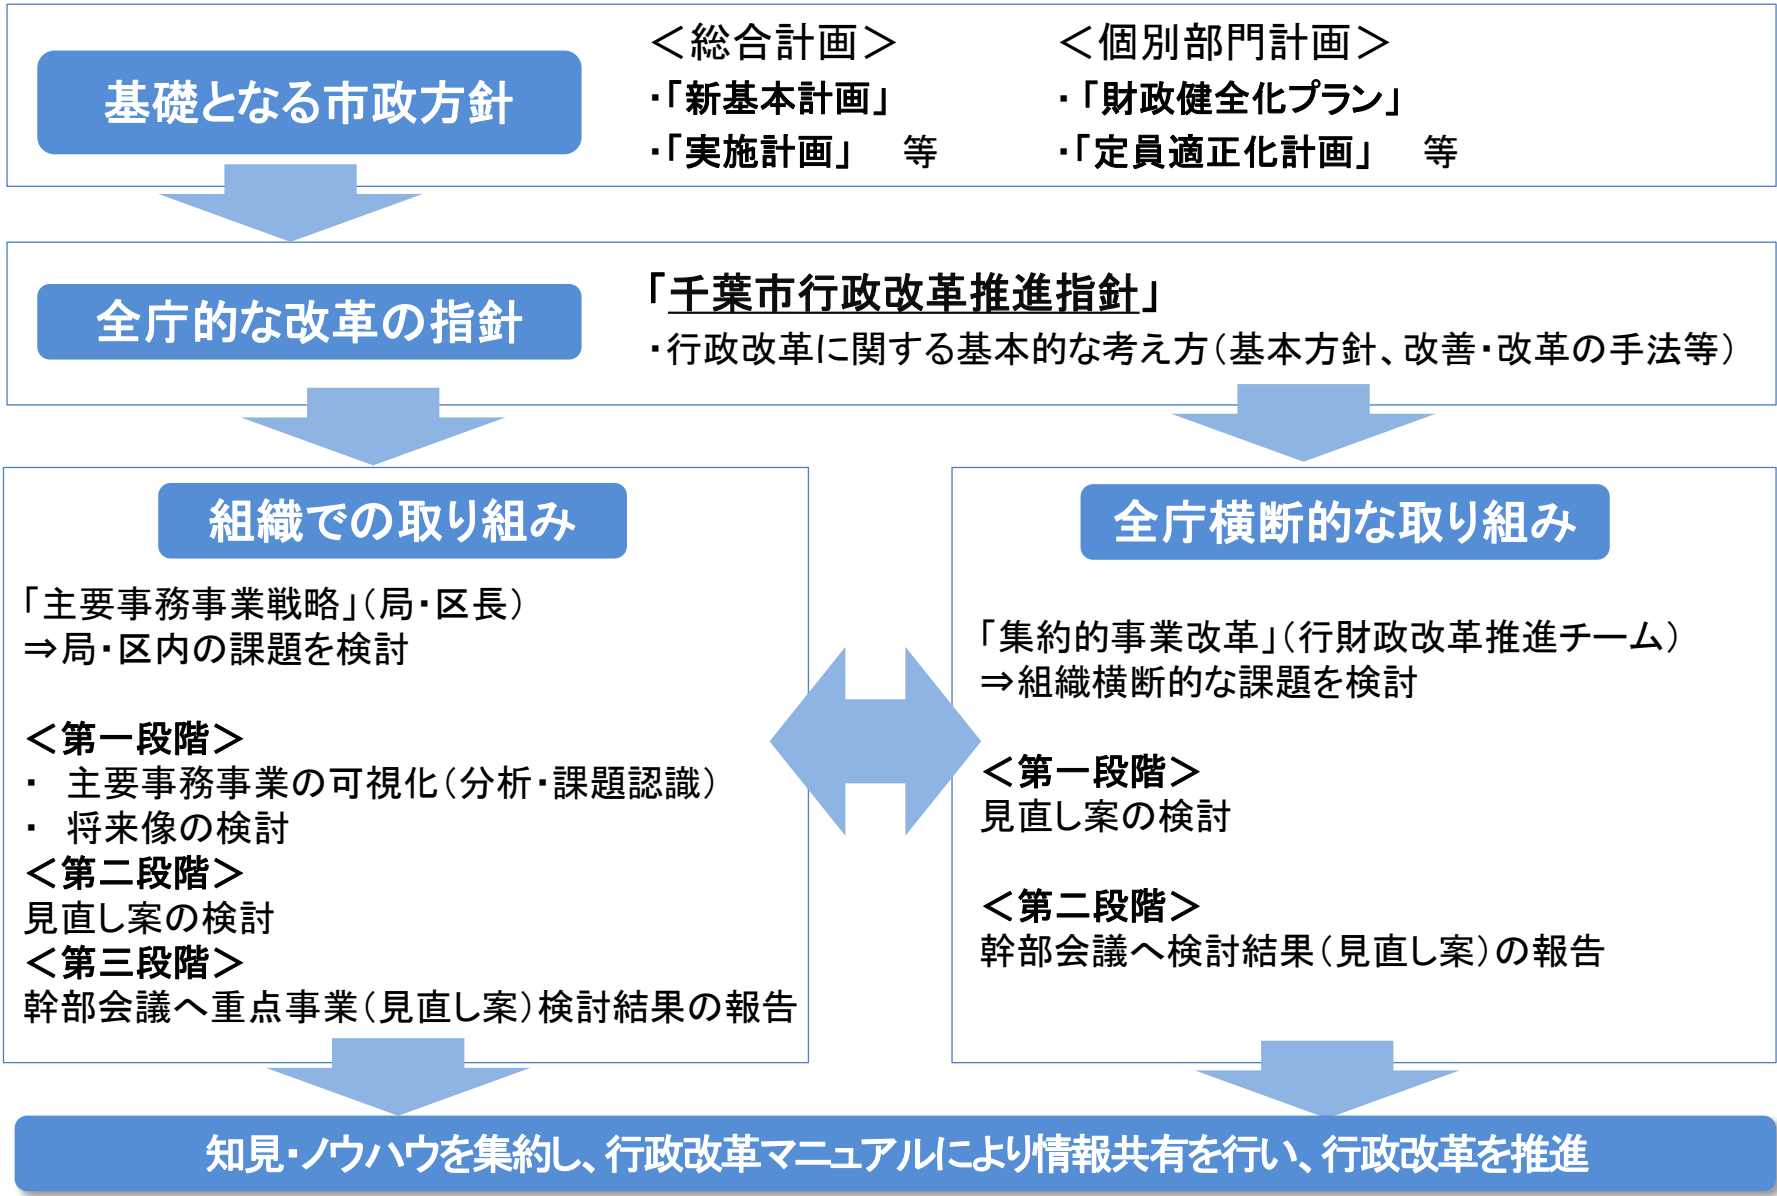 基礎となる市政方針
＜総合計画＞
・「新基本計画」
・「実施計画」　等
＜個別部門計画＞
・「財政健全化プラン」
・「定員適正化計画」　等
全庁的な改革の指針
「千葉市行政改革推進指針」
・行政改革に関する基本的な考え方（基本方針、改善・改革の手法等）
組織での取り組み
「主要事務事業戦略」（局・区長）
⇒局・区内の課題を検討
＜第一段階＞
・　主要事務事業の可視化（分析・課題認識）
・　将来像の検討
＜第二段階＞
見直し案の検討
＜第三段階＞
幹部会議へ重点事業（見直し案）検討結果の報告
全庁横断的な取り組み
「集約的事業改革」（行財政改革推進チーム）
⇒組織横断的な課題を検討
＜第一段階＞
見直し案の検討
＜第二段階＞
幹部会議へ検討結果（見直し案）の報告
知見・ノウハウを集約し、行政改革マニュアルにより情報共有を行い、行政改革を推進